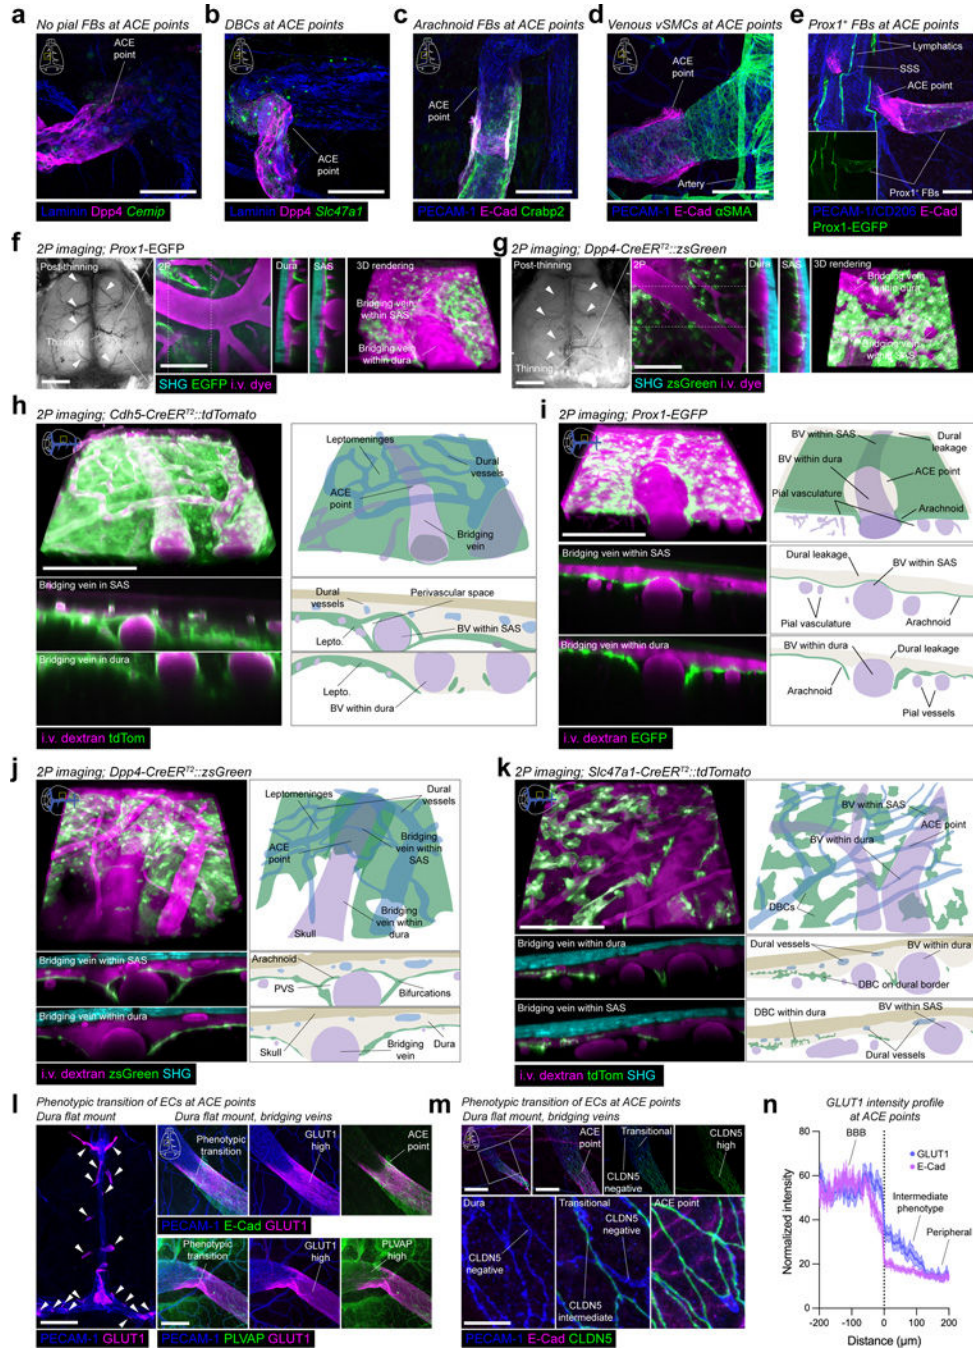 a
No pial FBs at ACE points
ACE
point
Laminin Dpp4 Cemip
b
DBCs at ACE points
ACE
point
Laminin Dpp4 Slc47a1
c
Arachnoid FBs at ACE points
ACE
point
PECAM-1 E-Cad Crabp2
d
Venous vSMCs at ACE points
ACE
point
Artery
PECAM-1 E-Cad αSMA
e
Prox1+ FBs at ACE points
Lymphatics
SSS
ACE point
Prox1+ FBs
PECAM-1/CD206 E-Cad
Prox1-EGFP
f
2P imaging; Prox1-EGFP
Post-thinning
Thinning
2P
Dura
SAS
3D rendering
Bridging vein
within SAS
Bridging vein
within dura
SHG EGFP i.v. dye
g
2P imaging; Dpp4-CreERT2::zsGreen
Post-thinning
Thinning
2P
Dura
SAS
3D rendering
Bridging vein
within dura
Bridging vein
within SAS
SHG zsGreen i.v. dye
h
2P imaging; Cdh5-CreERT2::tdTomato
Leptomeninges
Dural
vessels
ACE
point
Bridging
vein
Bridging vein in SAS
Dural
vessels
Perivascular space
Lepto.
BV within SAS
Bridging vein in dura
Lepto.
BV within dura
i.v. dextran tdTom
i
2P imaging; Prox1-EGFP
BV within SAS
Dural
leakage
BV within dura
ACE point
Pial vasculature
Arachnoid
Bridging vein within SAS
Dural leakage
BV within SAS
Pial
vasculature
Arachnoid
Bridging vein within dura
BV within dura
Dural leakage
Arachnoid
Pial vessels
i.v. dextran EGFP
j
2P imaging; Dpp4-CreERT2::zsGreen
Leptomeninges
Dural
vessels
ACE
point
Bridging
vein within
SAS
Bridging
vein within
dura
Skull
Bridging vein within SAS
Arachnoid
PVS
Bifurcations
Bridging vein within dura
Skull
Bridging
vein
Dura
i.v. dextran zsGreen SHG
k
2P imaging; Slc47a1-CreERT2::tdTomato
BV within SAS
ACE point
BV within dura
DBCs
Bridging vein within dura
Dural vessels
BV within dura
DBC on dural border
Bridging vein within SAS
DBC within dura
BV within SAS
Dural vessels
i.v. dextran tdTom SHG
l
Phenotypic transition of ECs at ACE points
Dura flat mount
Dura flat mount, bridging veins
Phenotypic
transition
GLUT1
high
ACE
point
PECAM-1 E-Cad GLUT1
Phenotypic
transition
GLUT1
high
PLVAP
high
PECAM-1 GLUT1
PECAM-1 PLVAP GLUT1
m
Phenotypic transition of ECs at ACE points
Dura flat mount, bridging veins
ACE
point
Transitional
CLDN5
negative
CLDN5
high
Dura
CLDN5
negative
Transitional
CLDN5
negative
CLDN5
intermediate
ACE point
PECAM-1 E-Cad CLDN5
n
GLUT1 intensity profile
at ACE points
BBB
GLUT1
E-Cad
Intermediate
phenotype
Peripheral
Normalized intensity
80
60
40
20
0
-200 -100 0 100 200
Distance (µm)